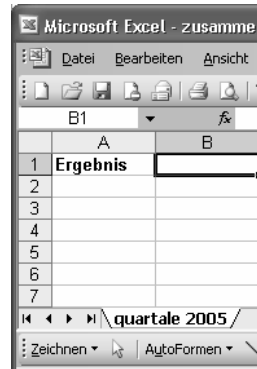 Microsoft Excel - zusamme
Datei Bearbeiten Ansicht
B1 fx
A B
1 Ergebnis
2
3
4
5
6
7
quartale 2005
Zeichnen AutoFormen